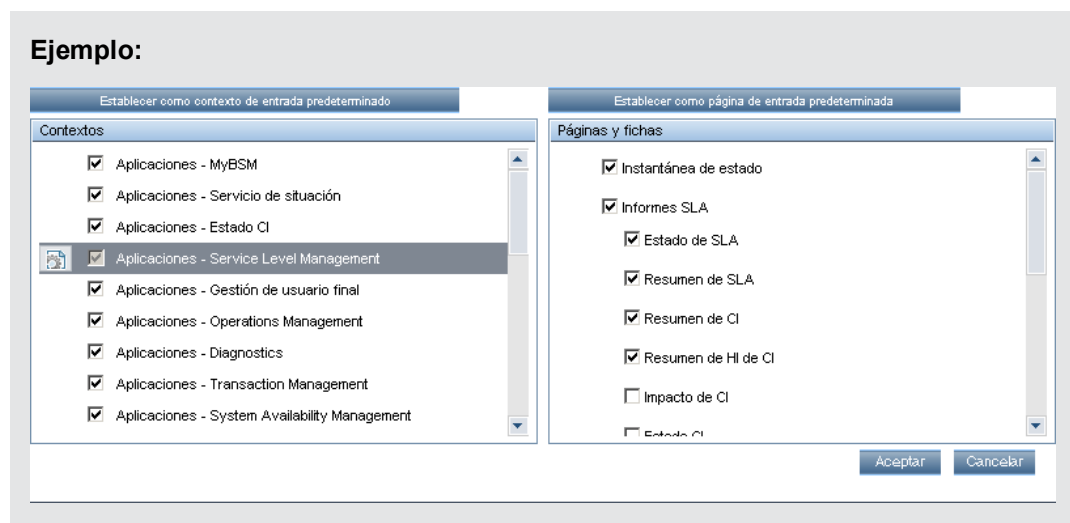 Ejemplo:
Establecer como contexto de entrada predeterminado
Establecer como página de entrada predeterminada
Contextos
Aplicaciones - MyBSM
Aplicaciones - Servicio de situación
Aplicaciones - Estado CI
Aplicaciones - Service Level Management
Aplicaciones - Gestión de usuario final
Aplicaciones - Operations Management
Aplicaciones - Diagnostics
Aplicaciones - Transaction Management
Aplicaciones - System Availability Management
Páginas y fichas
Instantánea de estado
Informes SLA
Estado de SLA
Resumen de SLA
Resumen de CI
Resumen de HI de CI
Impacto de CI
Estado CI
Aceptar
Cancelar